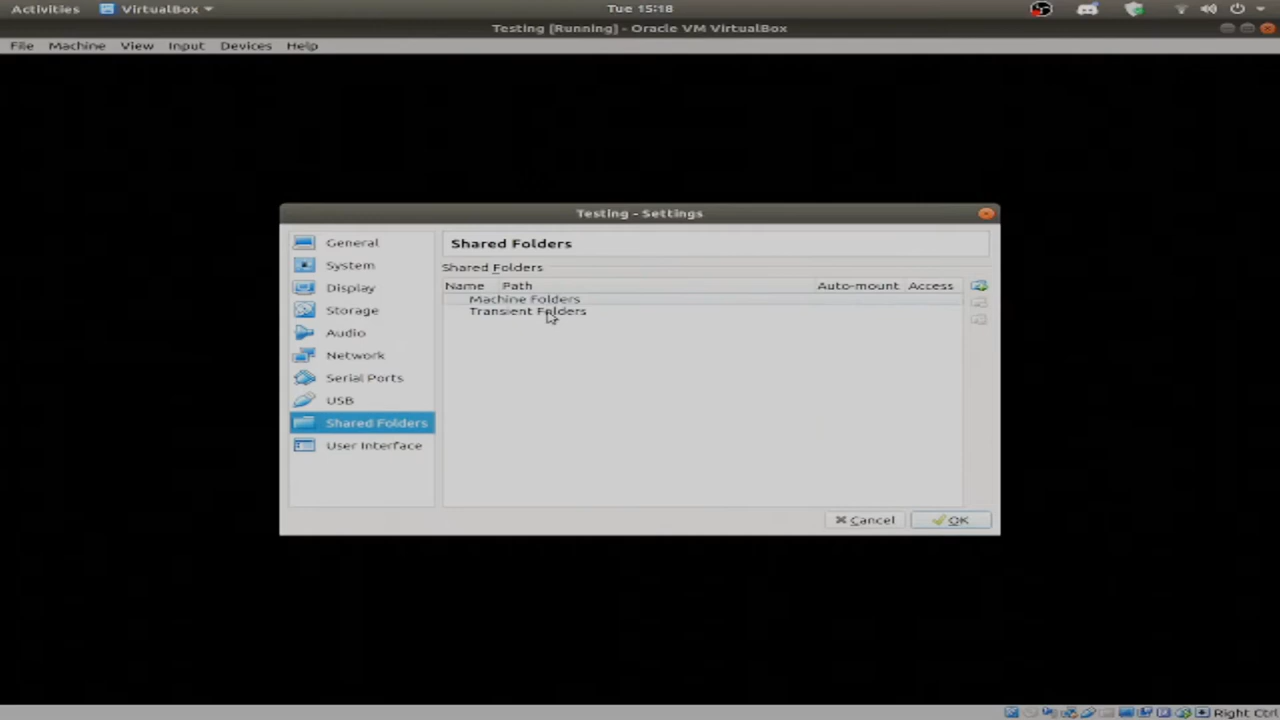 Activities VirtualBox Tue 15:18
Testing [Running] - Oracle VM VirtualBox
File Machine View Input Devices Help
Testing - Settings
General
System
Display
Storage
Audio
Network
Serial Ports
USB
Shared Folders
User Interface
Shared Folders
Shared Folders
Name Path Auto-mount Access
Machine Folders
Transient Folders
Cancel OK
Right Ctrl